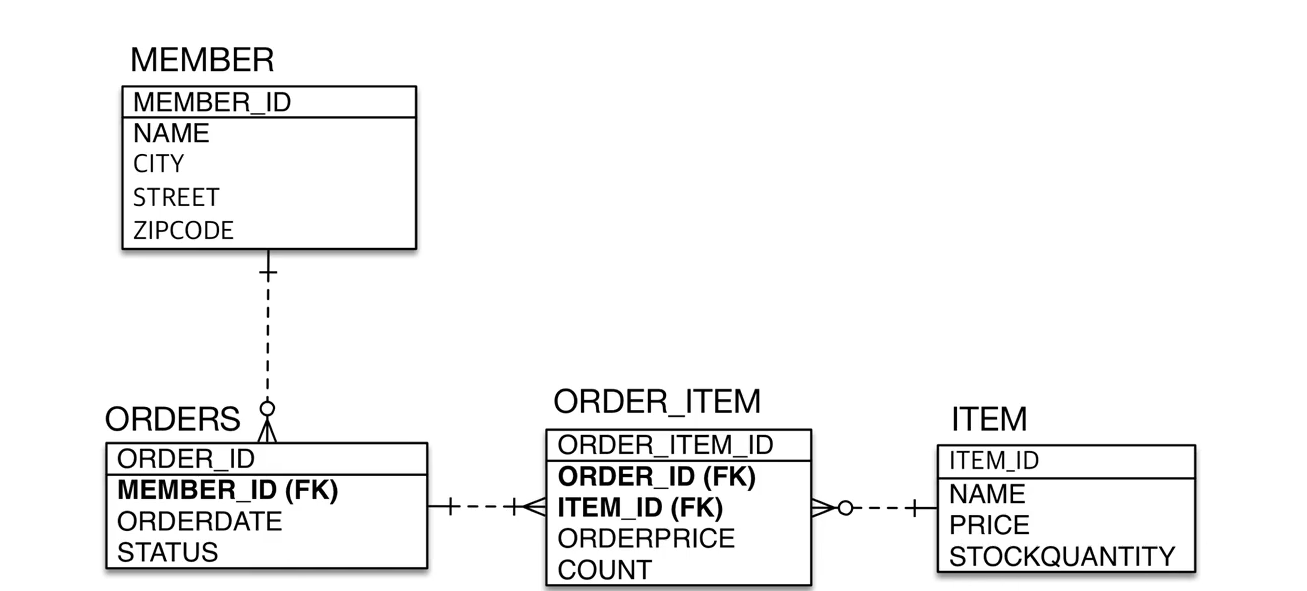 MEMBER
MEMBER_ID
NAME
CITY
STREET
ZIPCODE
ORDERS
ORDER_ID
MEMBER_ID (FK)
ORDERDATE
STATUS
ORDER_ITEM
ORDER_ITEM_ID
ORDER_ID (FK)
ITEM_ID (FK)
ORDERPRICE
COUNT
ITEM
ITEM_ID
NAME
PRICE
STOCKQUANTITY